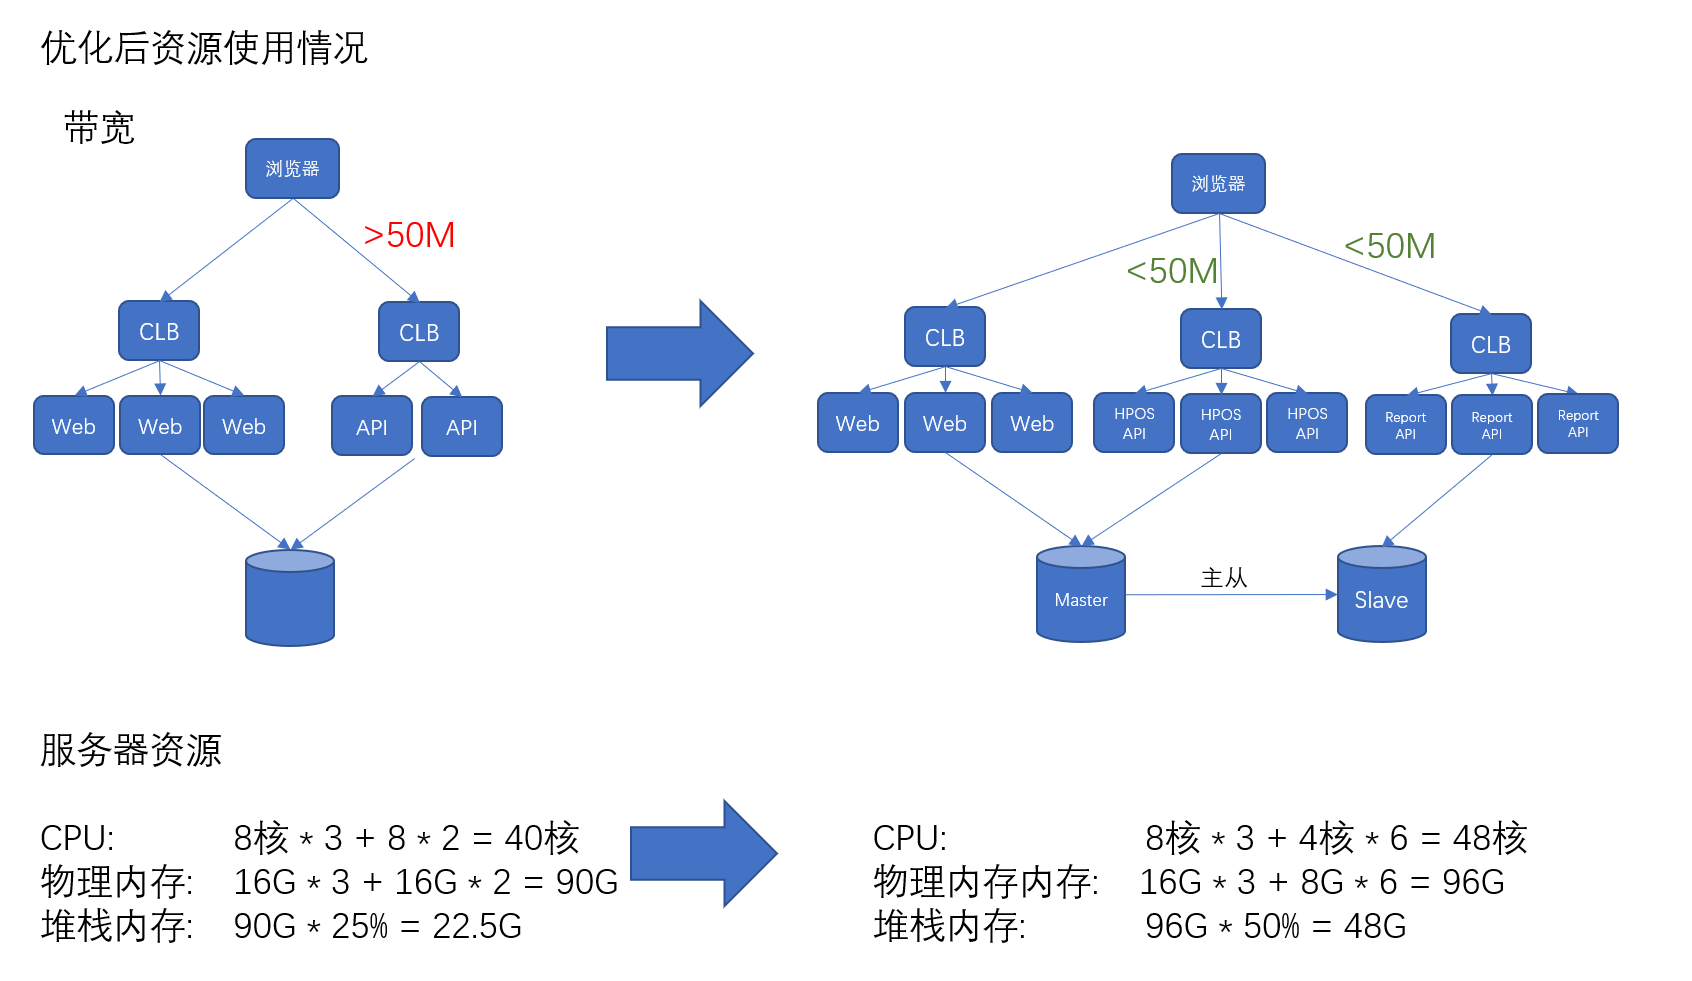 优化后资源使用情况
带宽
浏览器
>50M
CLB
CLB
Web
Web
Web
API
API
浏览器
<50M
<50M
CLB
CLB
CLB
Web
Web
Web
HPOS
API
HPOS
API
HPOS
API
Report
API
Report
API
Report
API
Master
主从
Slave
服务器资源
CPU: 8核 * 3 + 8 * 2 = 40核
物理内存: 16G * 3 + 16G * 2 = 90G
堆栈内存: 90G * 25% = 22.5G
CPU: 8核 * 3 + 4核 * 6 = 48核
物理内存内存: 16G * 3 + 8G * 6 = 96G
堆栈内存: 96G * 50% = 48G